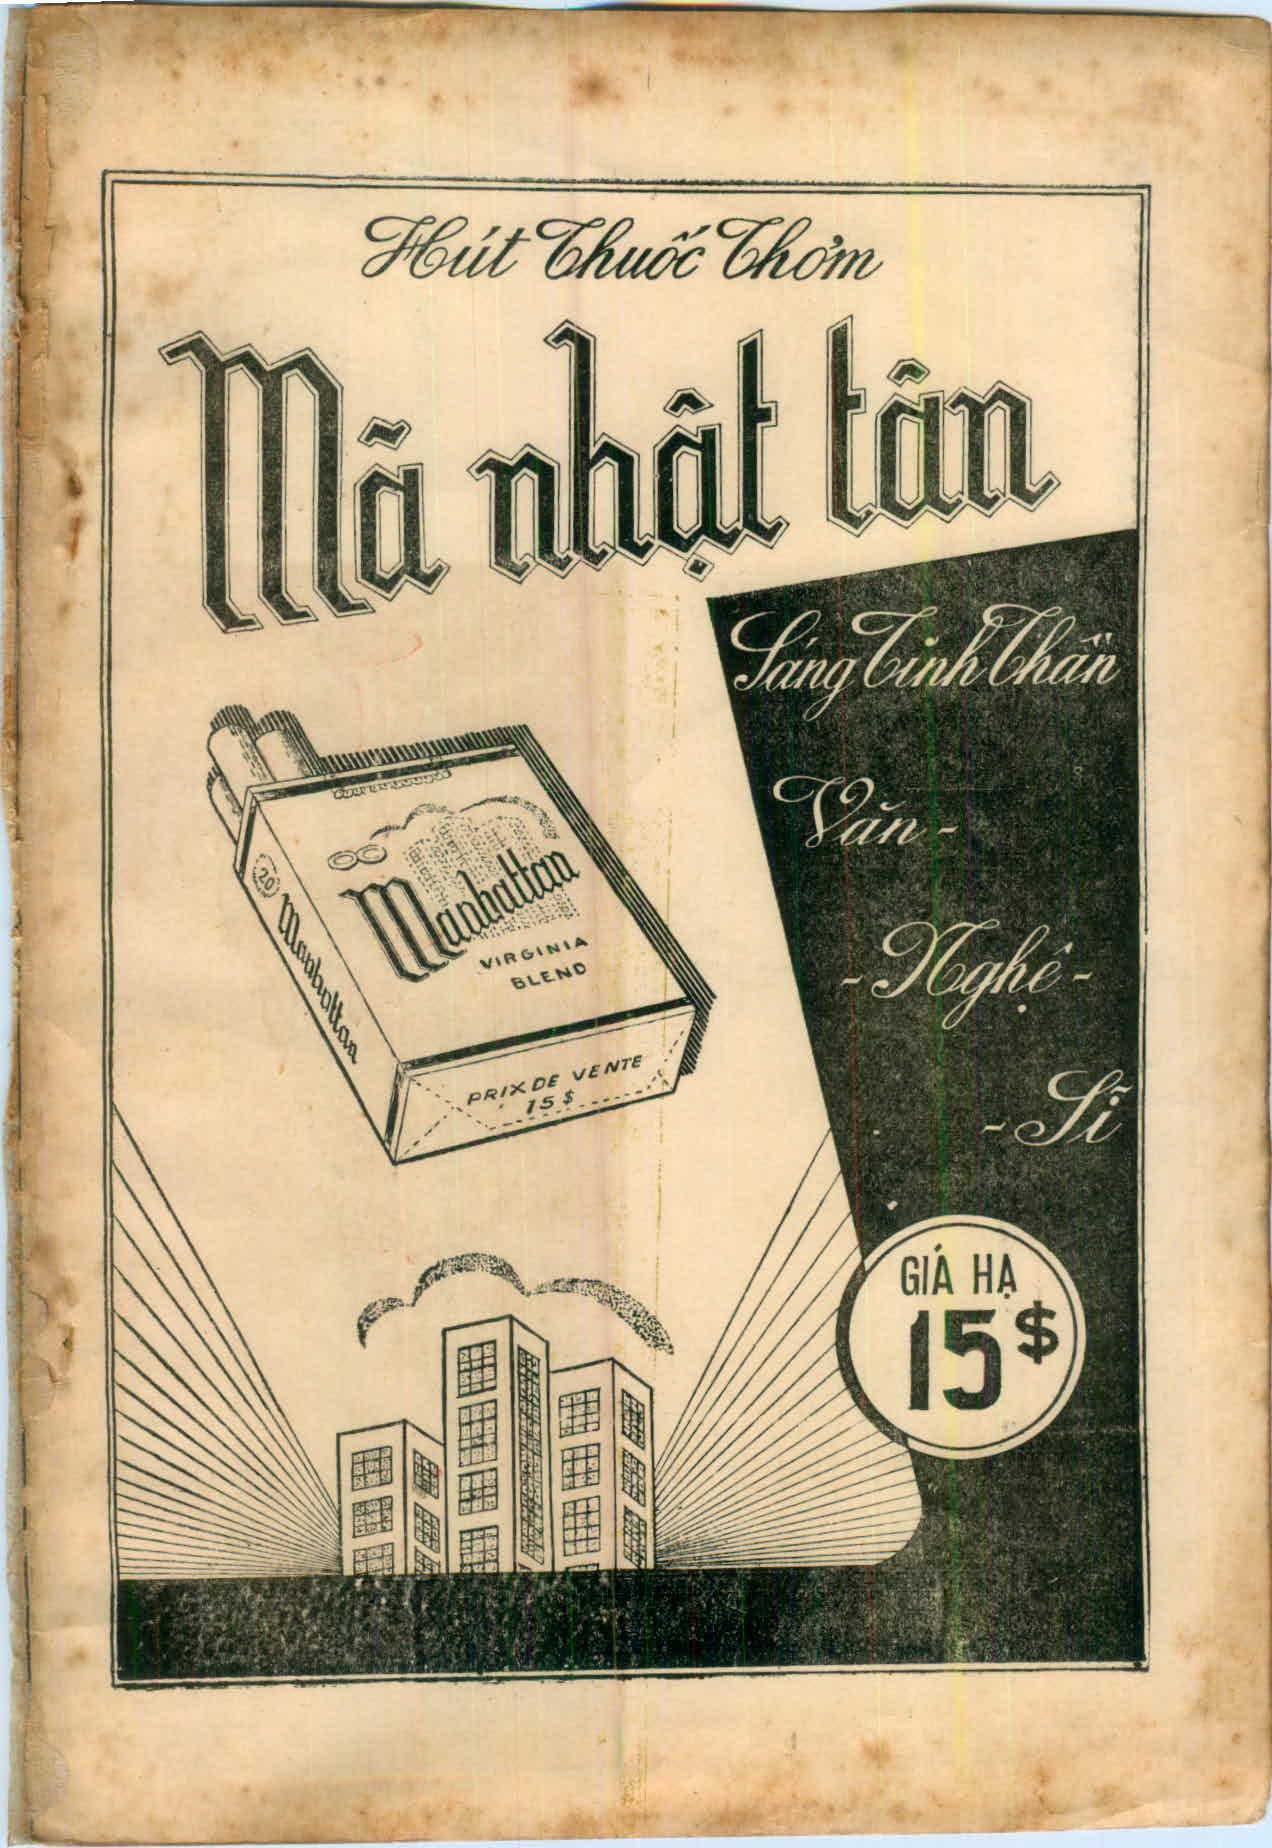 Hút Thuốc Thơm
Mã nhật tân
Sáng Tinh Thần
Văn -
- Nghệ -
- Sĩ
20
Manhattan
Manhattan
VIRGINIA
BLEND
PRIX DE VENTE
15 $
GIÁ HẠ
15 $